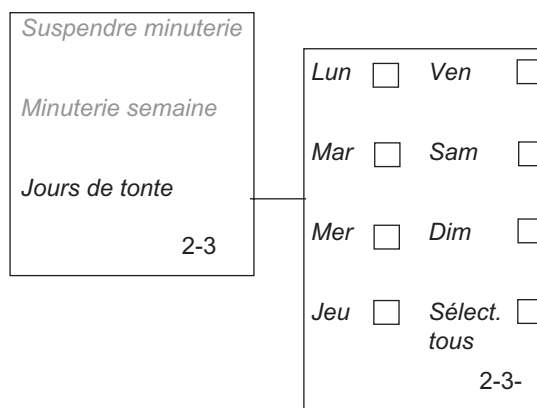 Suspendre minuterie
Minuterie semaine
Jours de tonte
2-3
Lun Ven
Mar Sam
Mer Dim
Jeu Sélect.
tous
2-3-